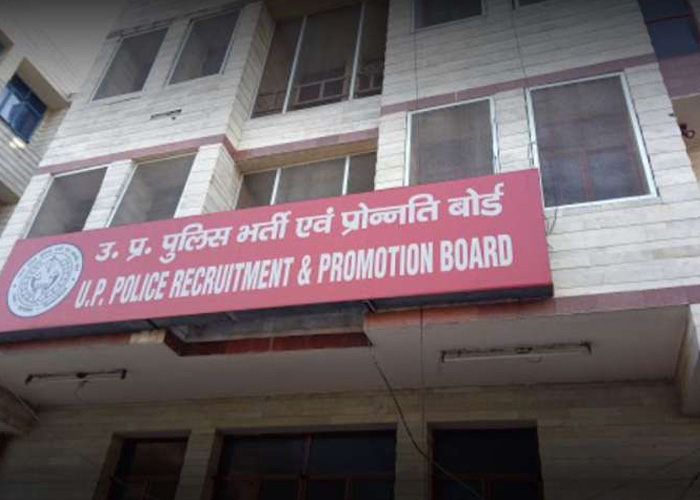 उ. प्र. पुलिस भर्ती एवं प्रोन्नति बोर्ड
U.P. POLICE RECRUITMENT & PROMOTION BOARD